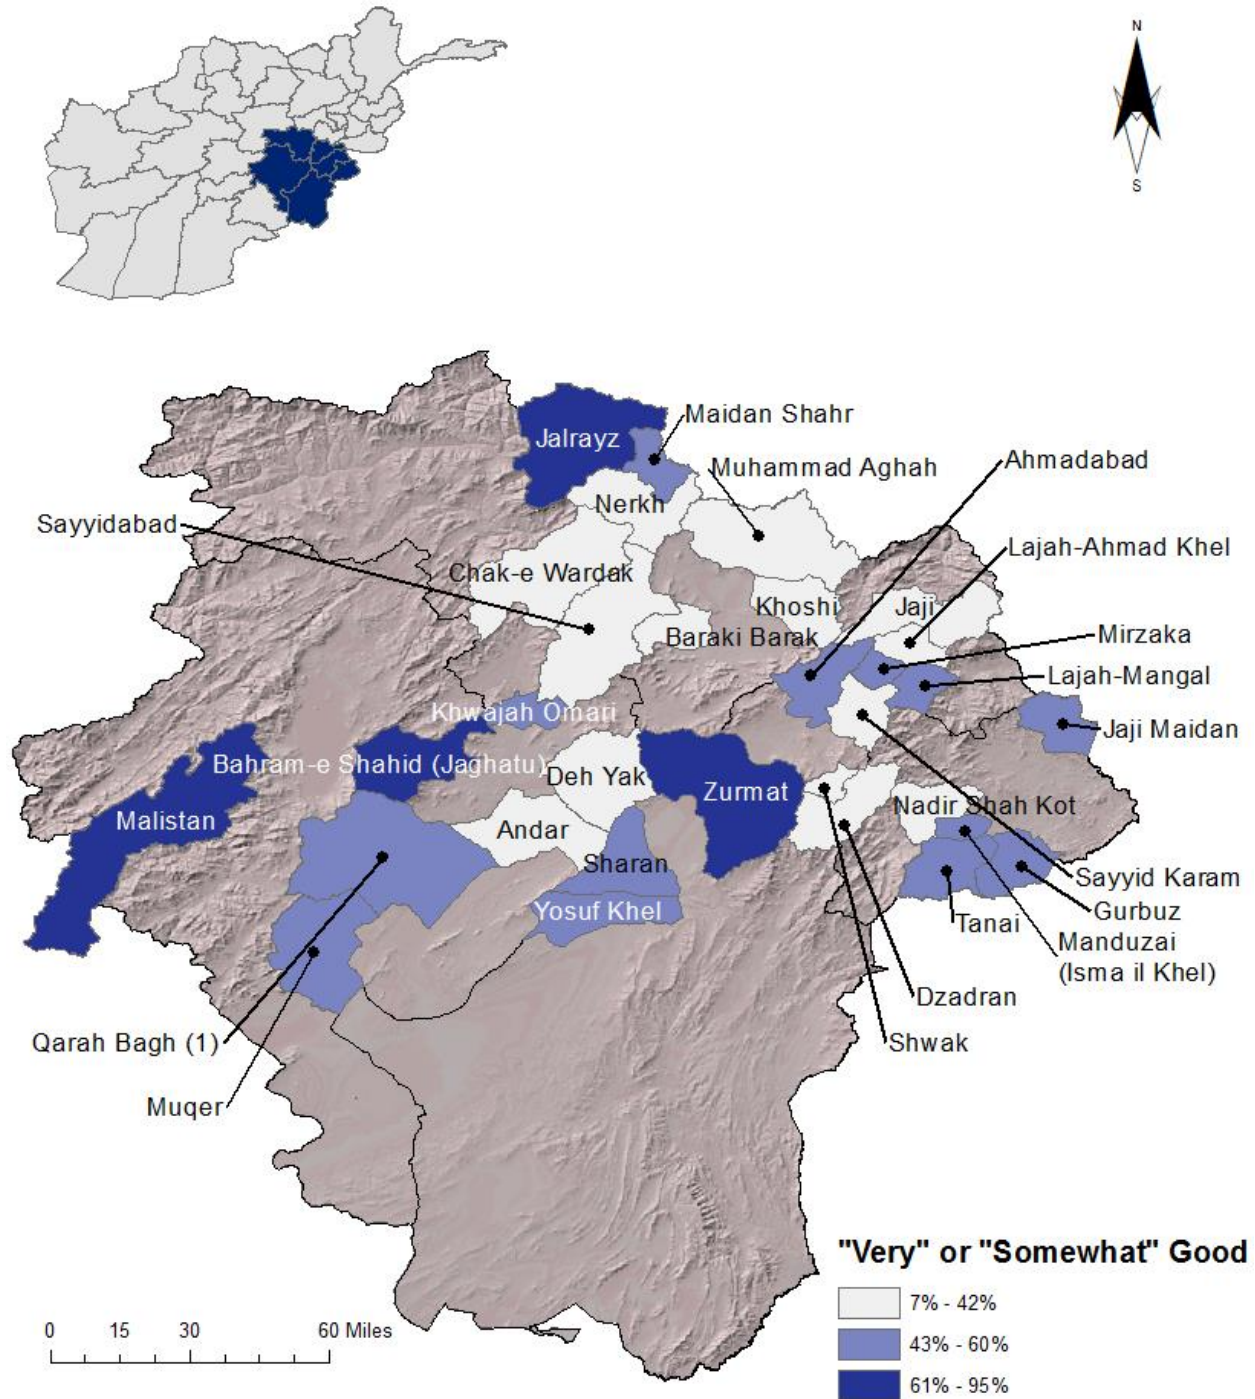 N
S
Maidan Shahr
Jalrayz
Muhammad Aghah
Ahmadabad
Nerkh
Sayyidabad
Lajah-Ahmad Khel
Chak-e Wardak
Khoshi
Jaji
Baraki Barak
Mirzaka
Lajah-Mangal
Khwajah Omari
Jaji Maidan
Bahram-e Shahid (Jaghatu)
Deh Yak
Zurmat
Nadir Shah Kot
Malistan
Andar
Sharan
Sayyid Karam
Yosuf Khel
Gurbuz
Tanai
Manduzai
(Isma il Khel)
Dzadran
Qarah Bagh (1)
Shwak
Muqer
"Very" or "Somewhat" Good
7% - 42%
43% - 60%
61% - 95%
0 15 30 60 Miles